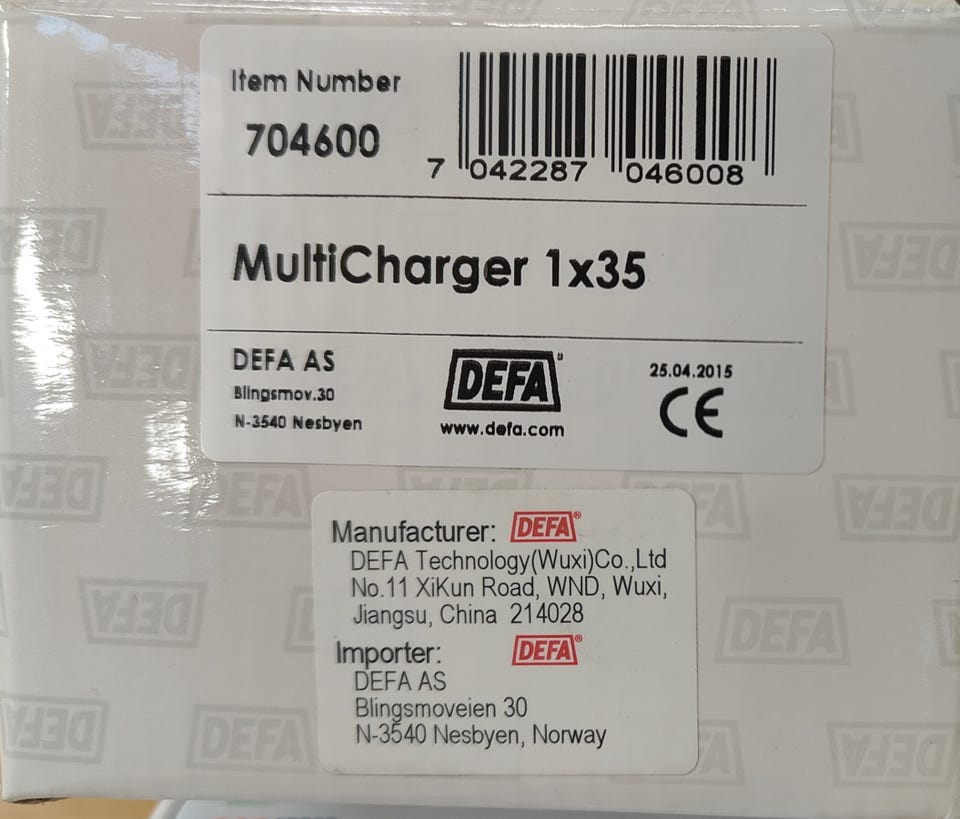 Item Number
704600
7 042287 046008
MultiCharger 1x35
DEFA AS
Blingsmov.30
N-3540 Nesbyen
DEFA®
www.defa.com
25.04.2015
CE
Manufacturer: DEFA®
DEFA Technology(Wuxi)Co.,Ltd
No.11 XiKun Road, WND, Wuxi,
Jiangsu, China 214028
Importer: DEFA®
DEFA AS
Blingsmoveien 30
N-3540 Nesbyen, Norway